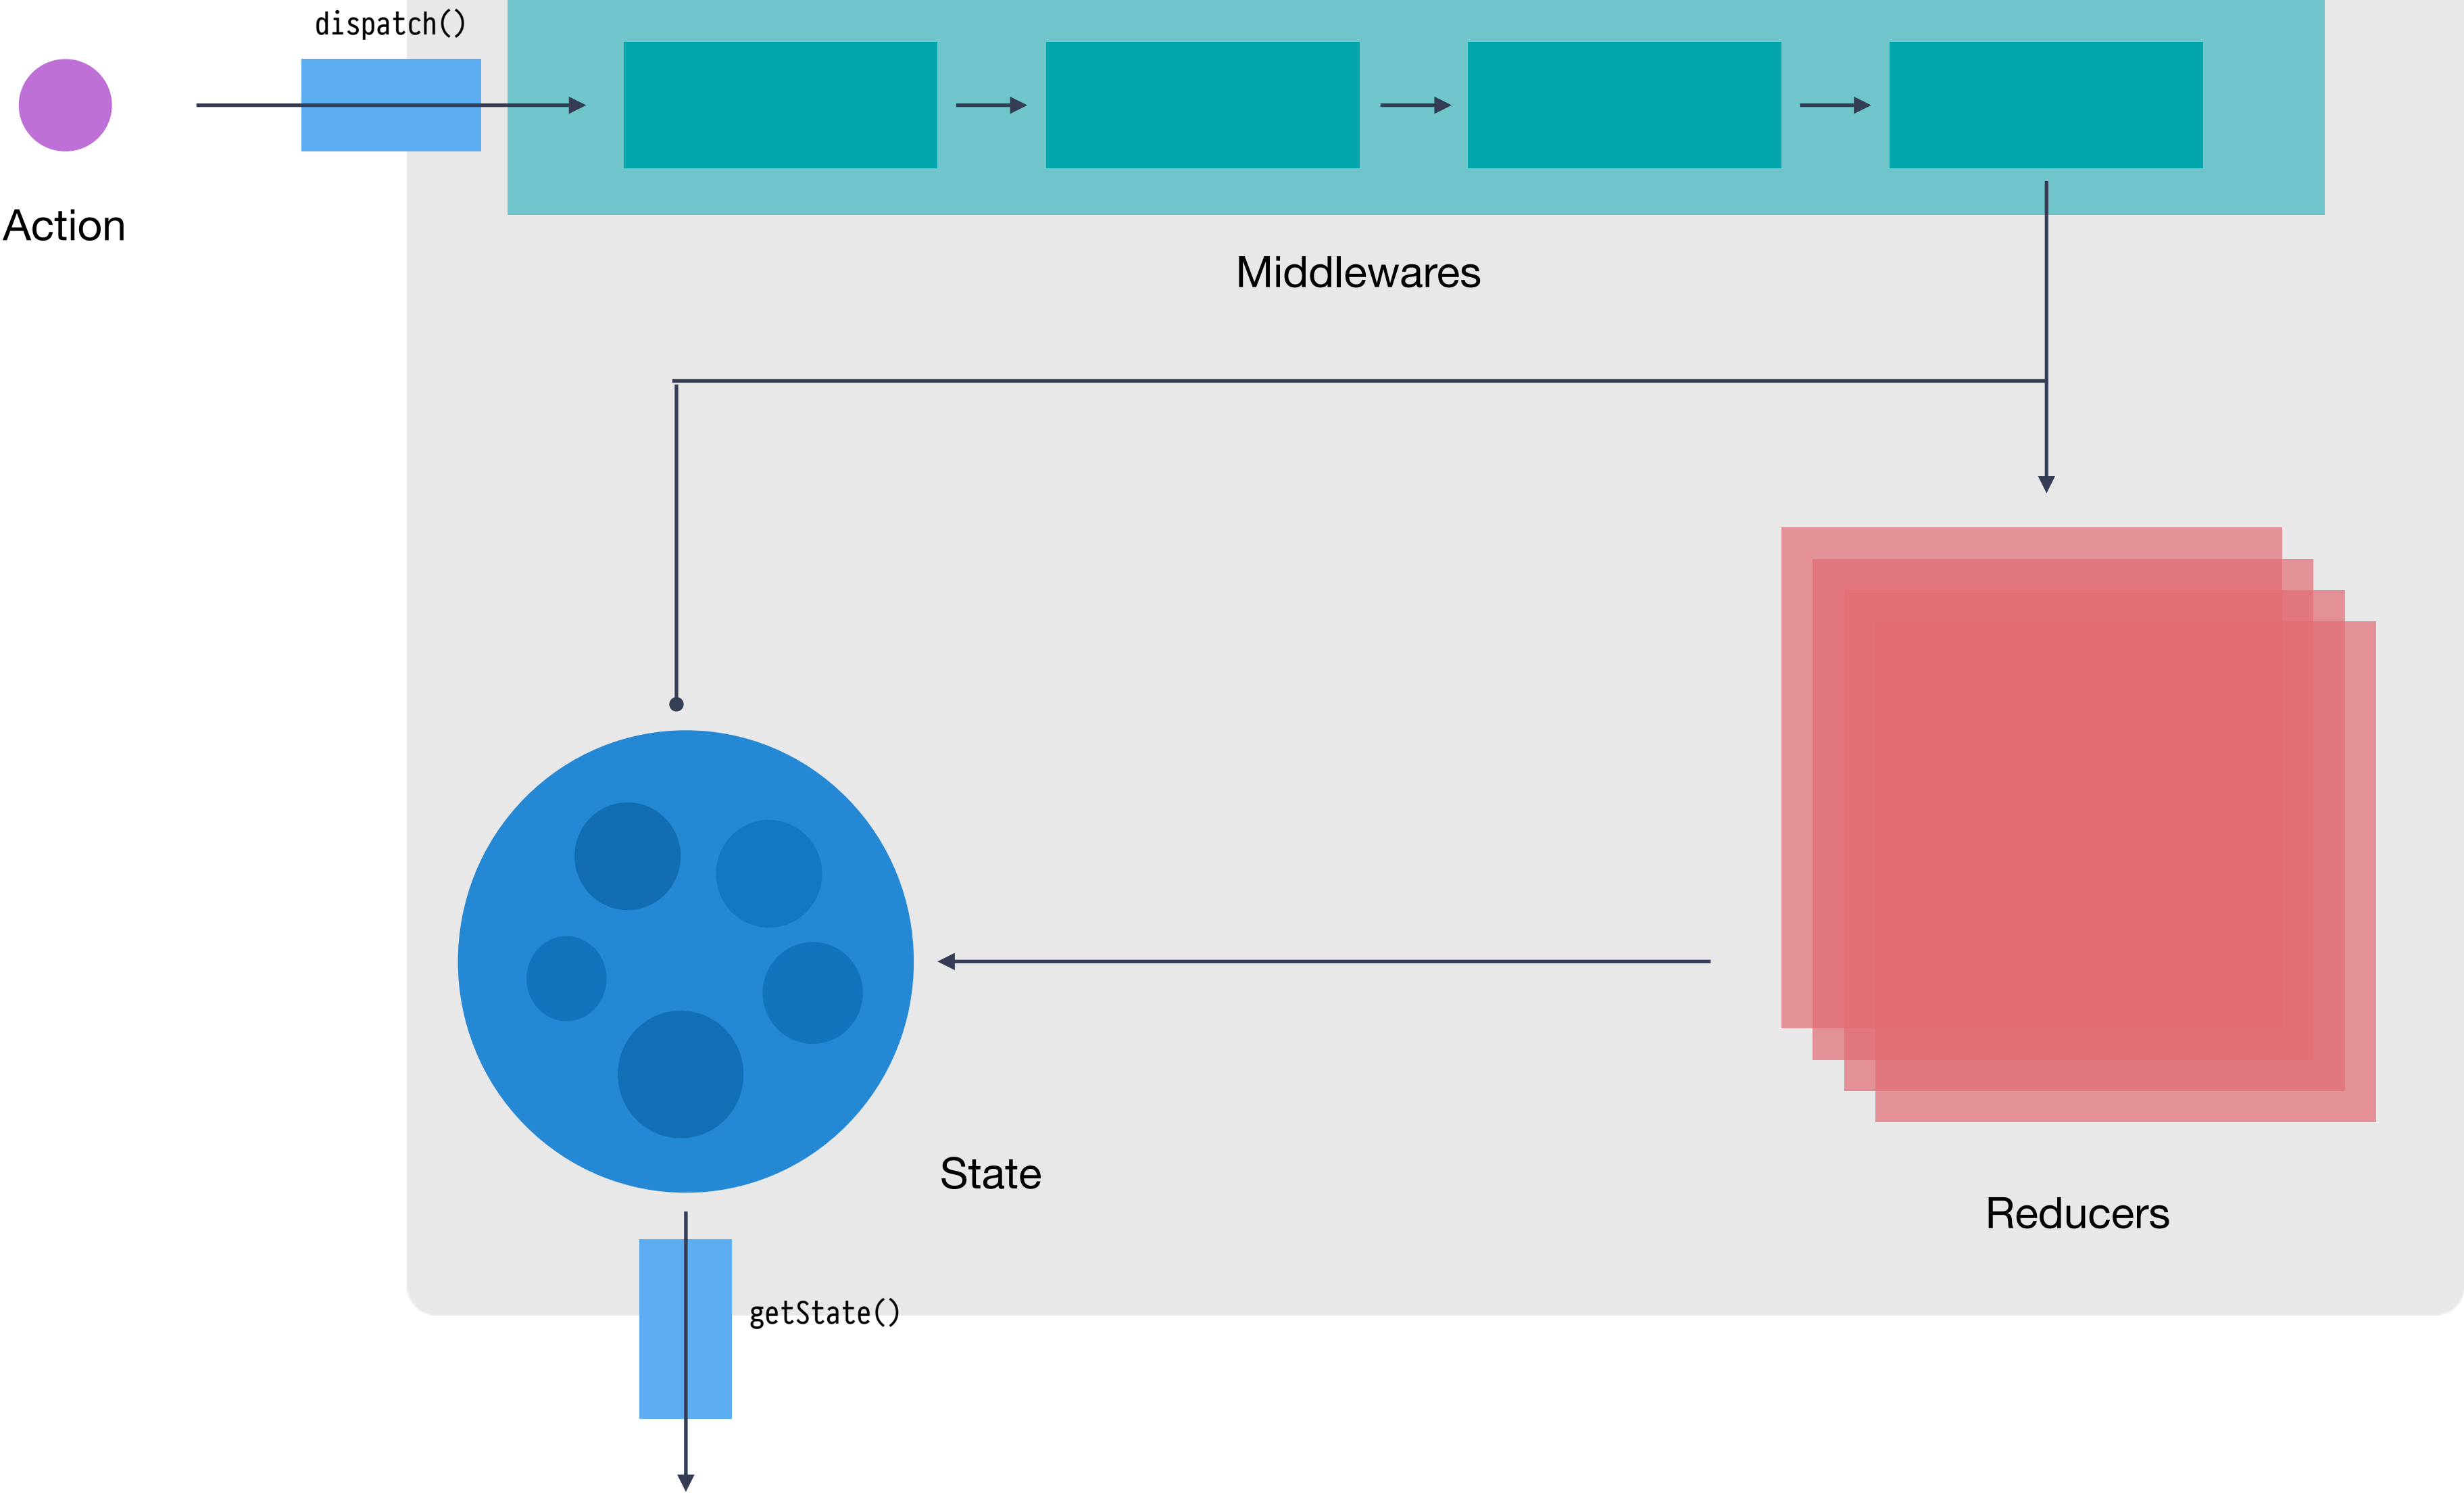 dispatch()
Action
Middlewares
State
Reducers
getState()